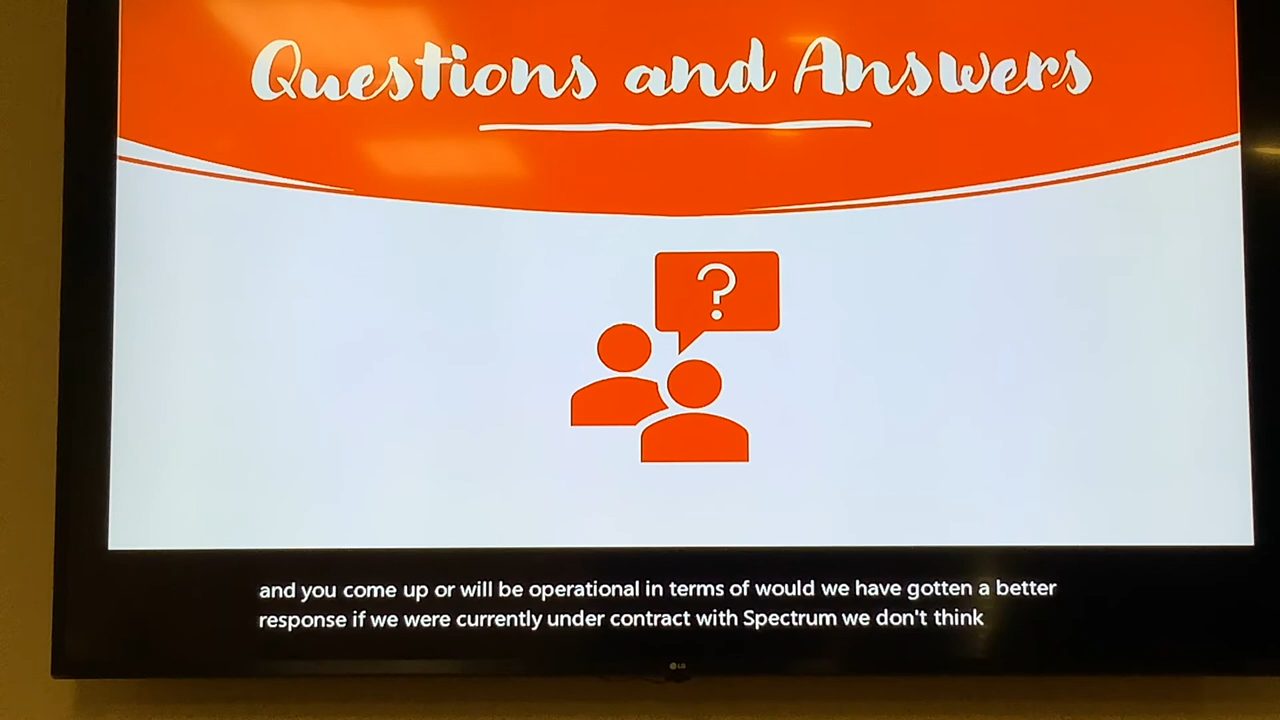 Questions and Answers
?
and you come up or will be operational in terms of would we have gotten a better
response if we were currently under contract with Spectrum we don't think
LG